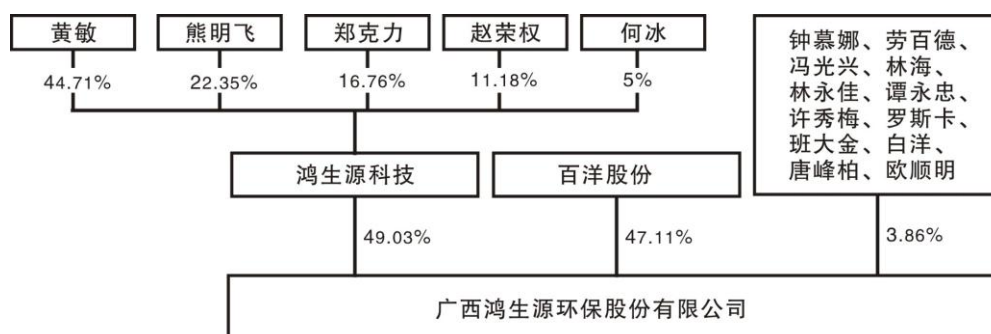 黄敏
熊明飞
郑克力
赵荣权
何冰
44.71%
22.35%
16.76%
11.18%
5%
钟慕娜、劳百德、
冯光兴、林海、
林永佳、谭永忠、
许秀梅、罗斯卡、
班大金、白洋、
唐峰柏、欧顺明
鸿生源科技
百洋股份
49.03%
47.11%
3.86%
广西鸿生源环保股份有限公司